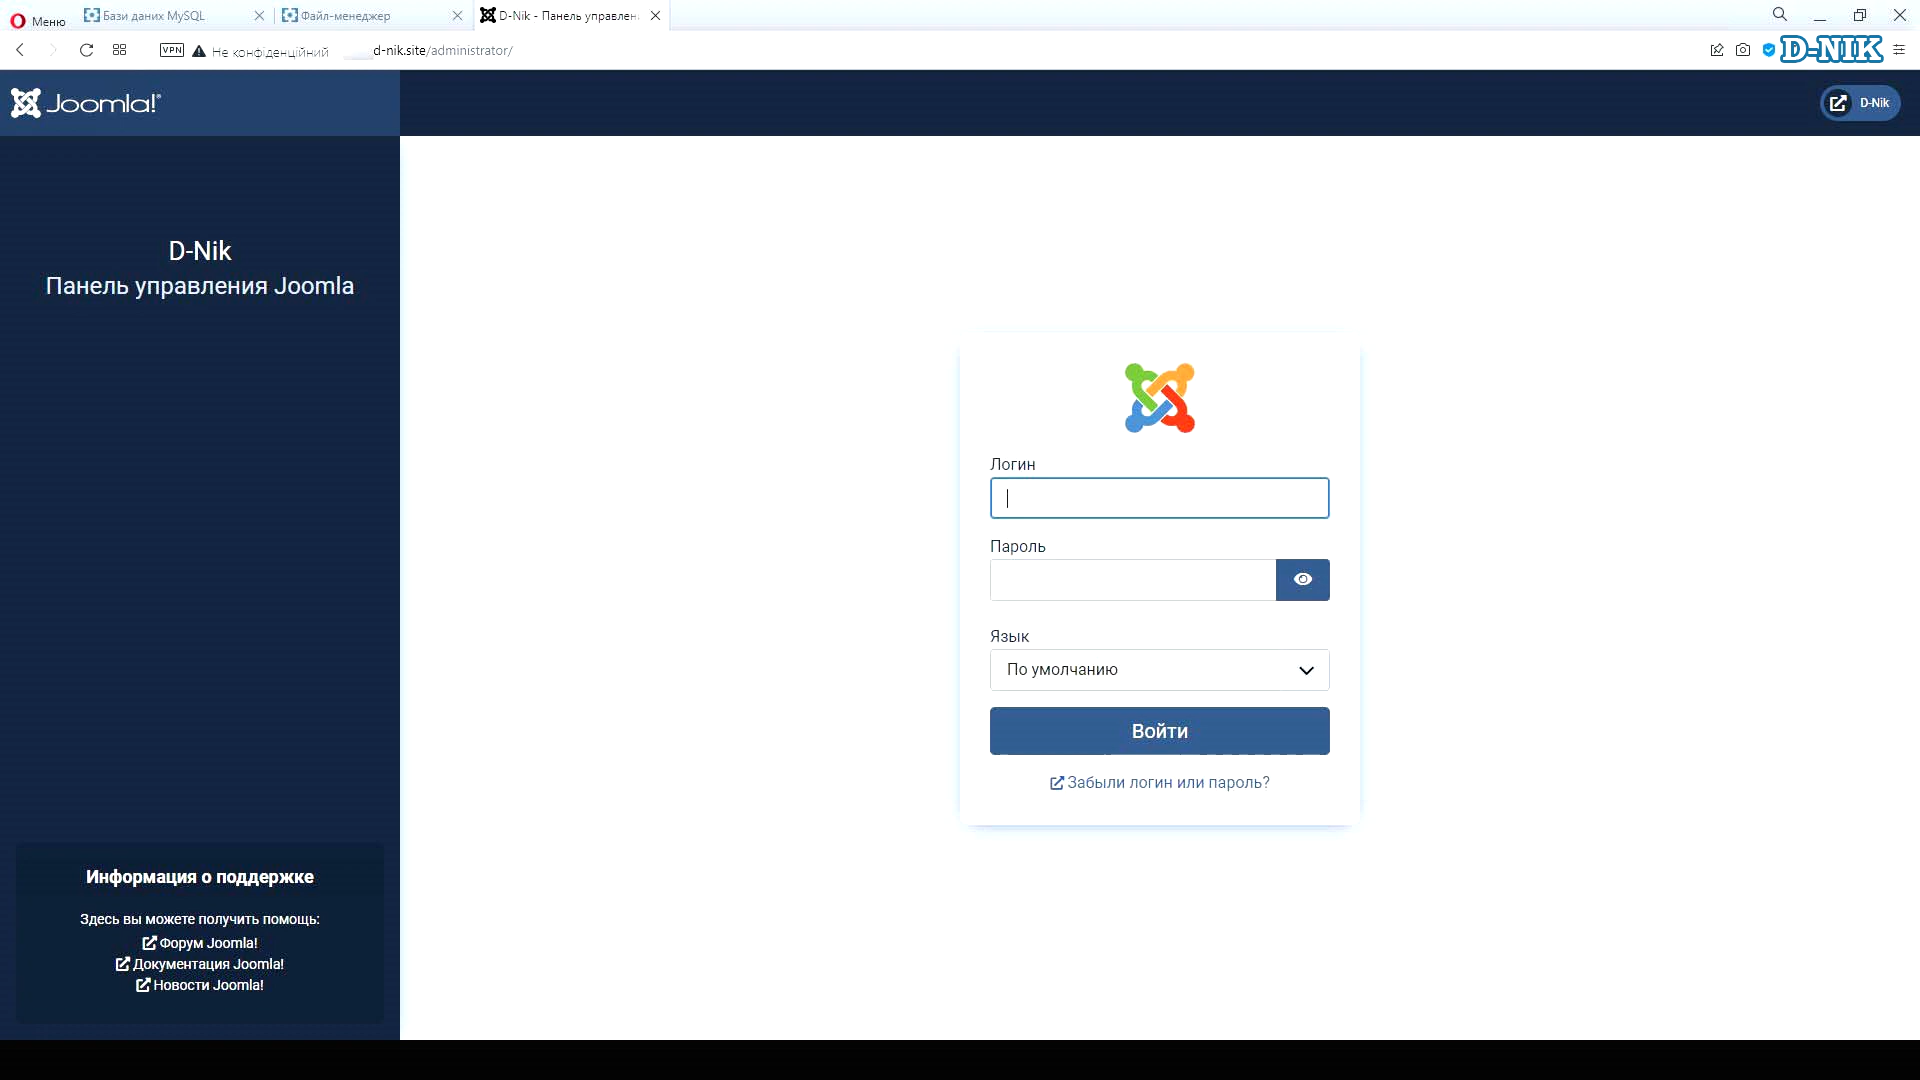 Меню
Бази даних MySQL
Файл-менеджер
D-Nik - Панель управлен
VPN
Не конфіденційний
d-nik.site/administrator/
D-NIK
Joomla!
D-Nik
D-Nik
Панель управления Joomla
Логин
Пароль
Язык
По умолчанию
Войти
Забыли логин или пароль?
Информация о поддержке
Здесь вы можете получить помощь:
Форум Joomla!
Документация Joomla!
Новости Joomla!